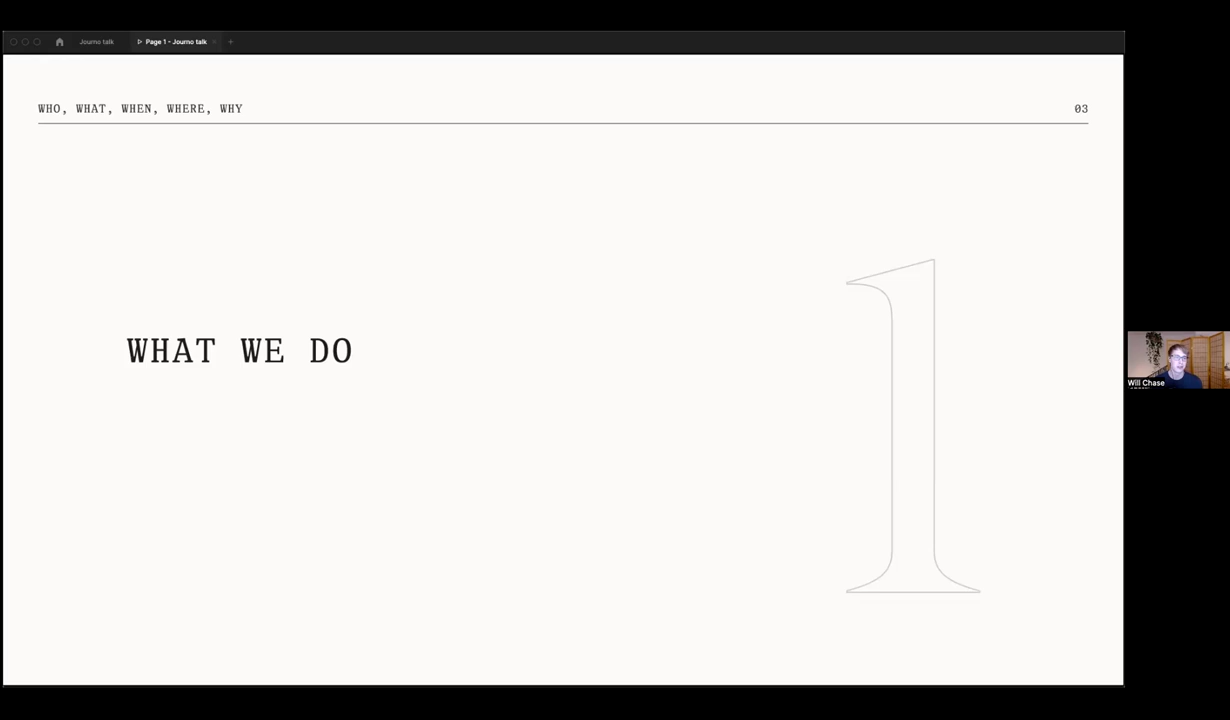 Journo talk
Page 1 - Journo talk
WHO, WHAT, WHEN, WHERE, WHY
03
WHAT WE DO
1
Will Chase